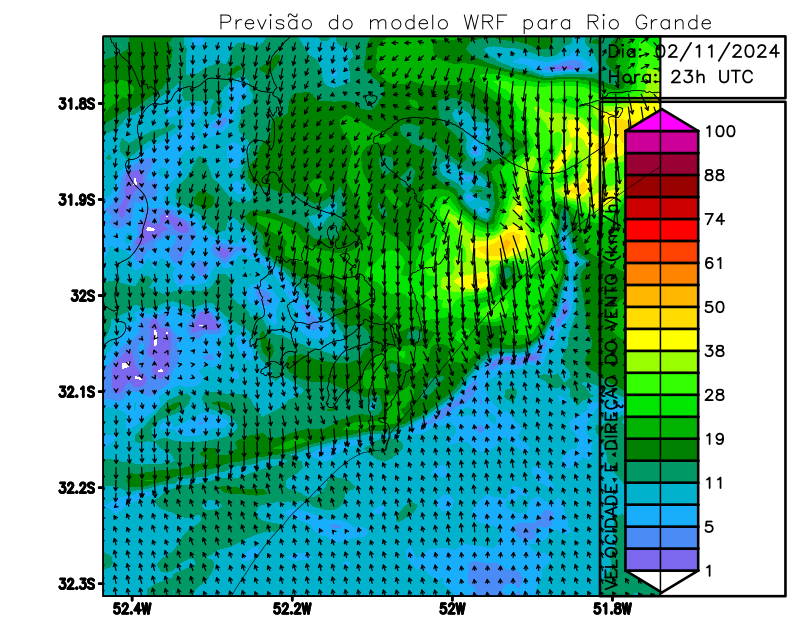 Previsão do modelo WRF para Rio Grande
Dia: 02/11/2024
Hora: 23h UTC
31.8S
31.9S
32S
32.1S
32.2S
32.3S
52.4W
52.2W
52W
51.8W
VELOCIDADE E DIREÇÃO DO VENTO (km/h)
100
88
74
61
50
38
28
19
11
5
1